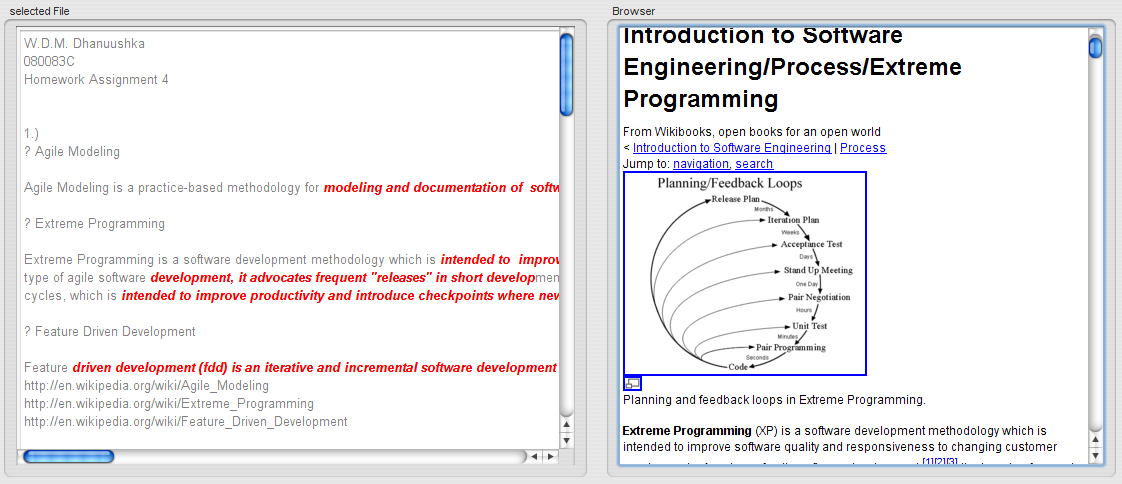 selected File
W.D.M. Dhanuushka
080083C
Homework Assignment 4
1.)
? Agile Modeling
Agile Modeling is a practice-based methodology for modeling and documentation of softw
? Extreme Programming
Extreme Programming is a software development methodology which is intended to improv
type of agile software development, it advocates frequent "releases" in short developmen
cycles, which is intended to improve productivity and introduce checkpoints where new
? Feature Driven Development
Feature driven development (fdd) is an iterative and incremental software development
http://en.wikipedia.org/wiki/Agile_Modeling
http://en.wikipedia.org/wiki/Extreme_Programming
http://en.wikipedia.org/wiki/Feature_Driven_Development
Browser
Introduction to Software
Engineering/Process/Extreme
Programming
From Wikibooks, open books for an open world
< Introduction to Software Engineering | Process
Jump to: navigation, search
Planning/Feedback Loops
Release Plan
Months
Iteration Plan
Weeks
Acceptance Test
Days
Stand Up Meeting
One Day
Pair Negotiation
Hours
Unit Test
Minutes
Pair Programming
Seconds
Code
Planning and feedback loops in Extreme Programming.
Extreme Programming (XP) is a software development methodology which is
intended to improve software quality and responsiveness to changing customer
[1][2][3]